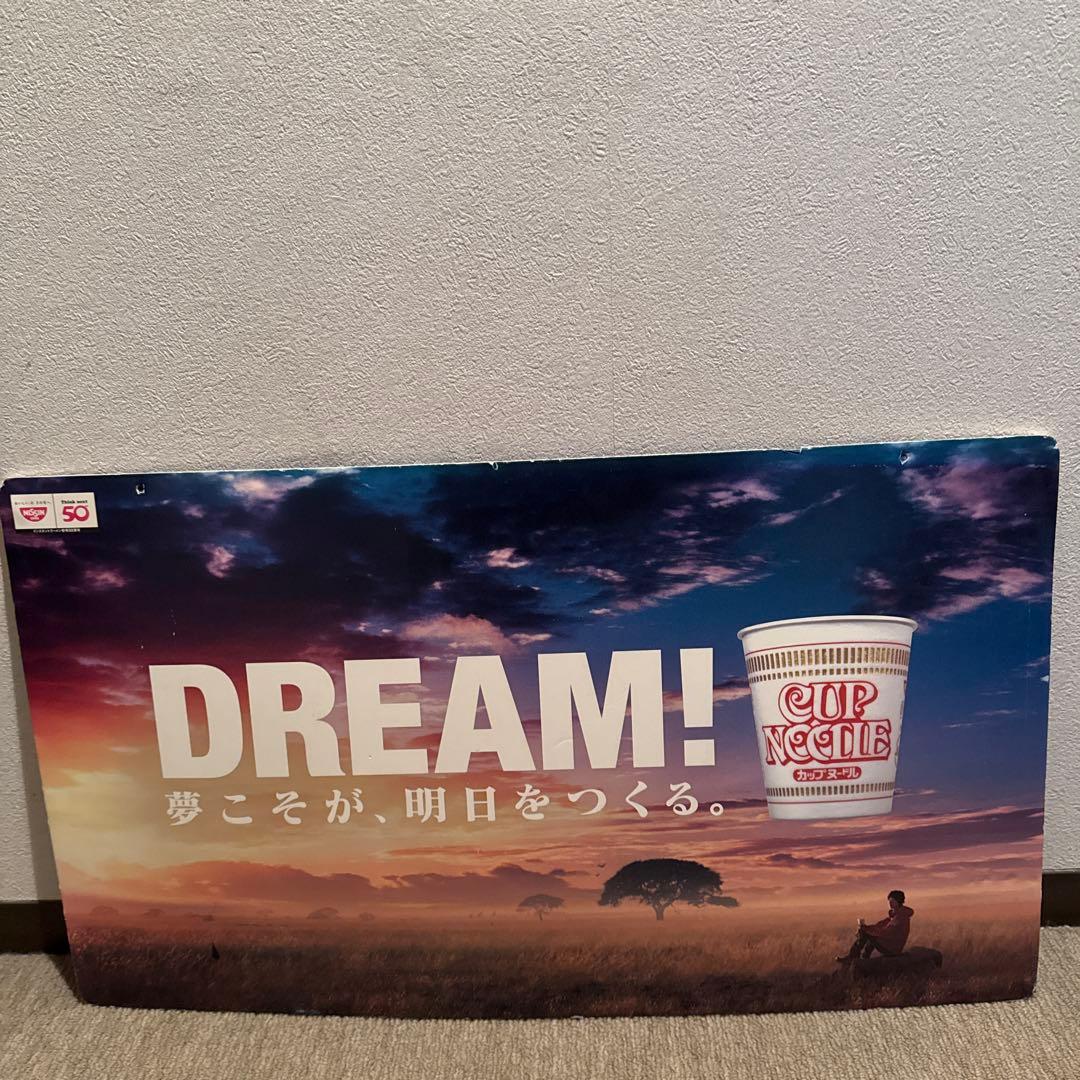 NISSIN
Think next
50
DREAM!
夢こそが、明日をつくる。
CUP
NOODLE
カップヌードル